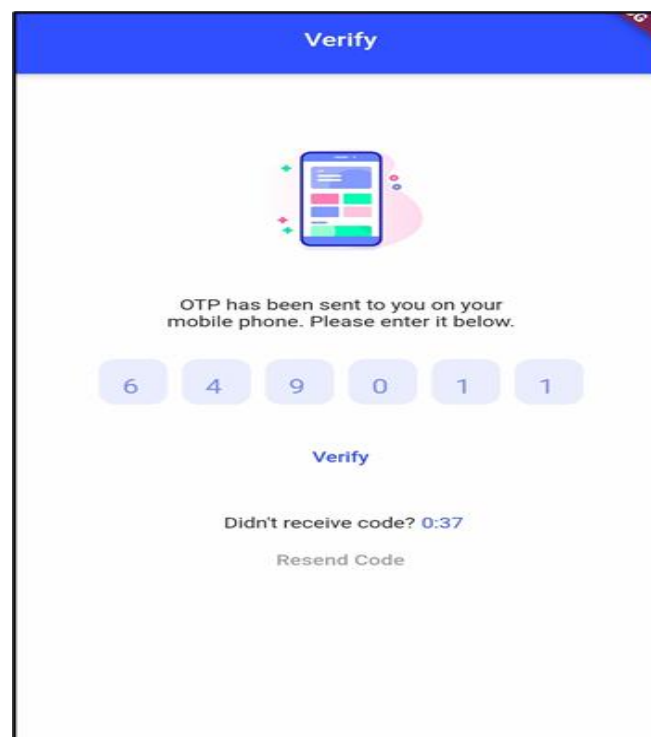 Verify
OTP has been sent to you on your
mobile phone. Please enter it below.
6 4 9 0 1 1
Verify
Didn't receive code? 0:37
Resend Code